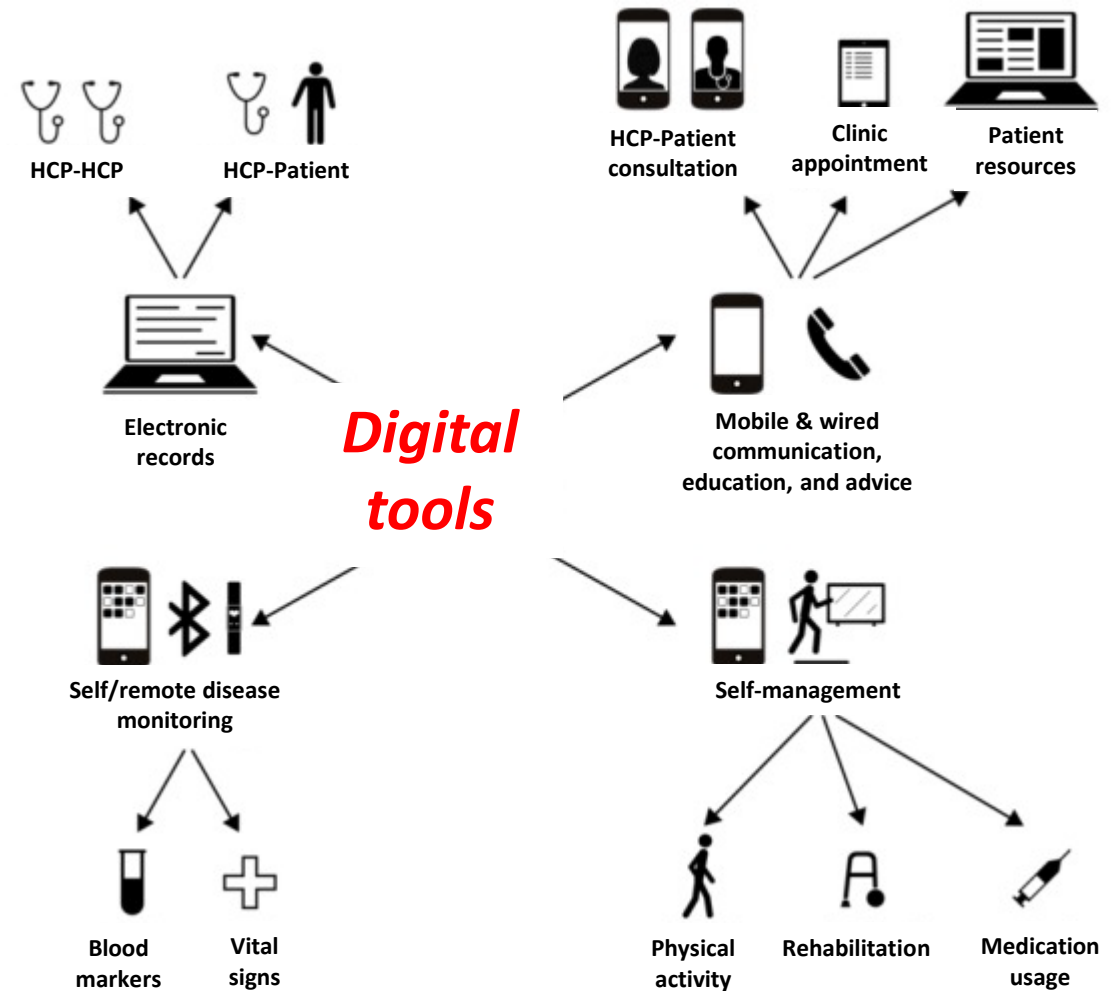 HCP-HCP
HCP-Patient
HCP-Patient
consultation
Clinic
appointment
Patient
resources
Electronic
records
Digital
tools
Mobile & wired
communication,
education, and advice
Self/remote disease
monitoring
Self-management
Blood
markers
Vital
signs
Physical
activity
Rehabilitation
Medication
usage